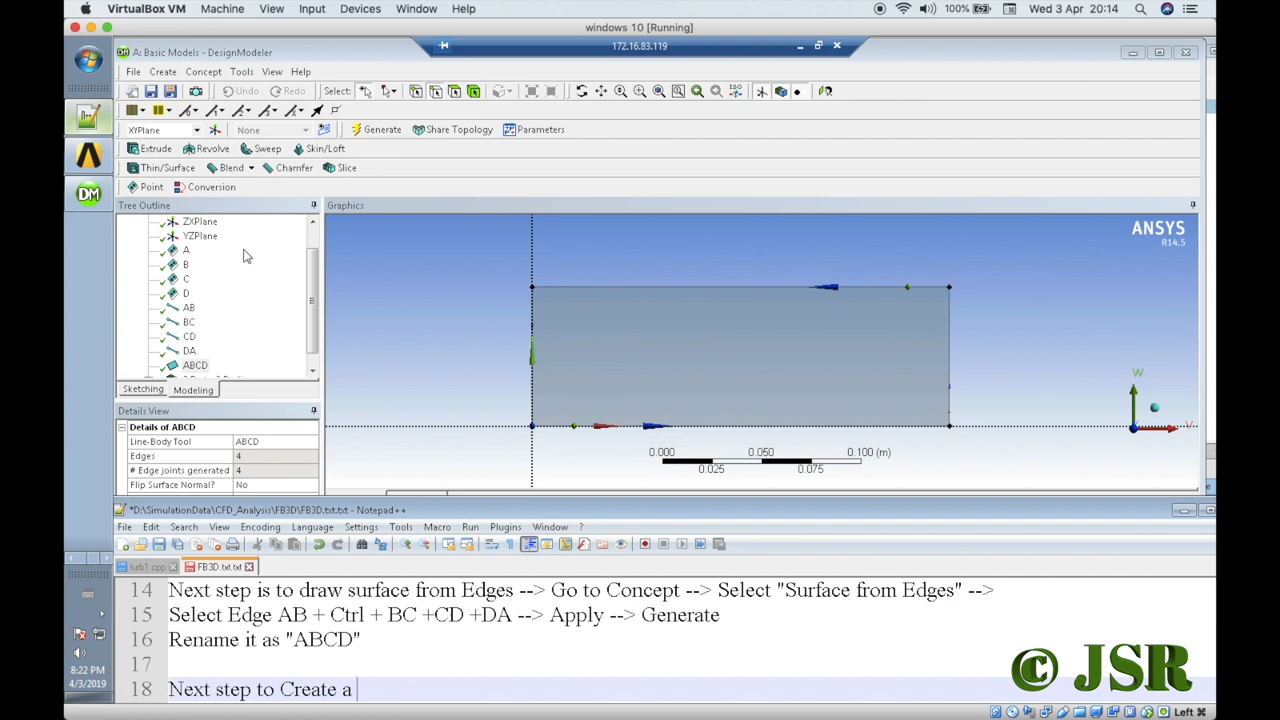 VirtualBox VM Machine View Input Devices Window Help 100% Wed 3 Apr 20:14
windows 10 [Running]
A: Basic Models - DesignModeler 172.16.83.119
File Create Concept Tools View Help
Undo Redo Select:
XYPlane None Generate Share Topology Parameters
Extrude Revolve Sweep Skin/Loft
Thin/Surface Blend Chamfer Slice
Point Conversion
Tree Outline
ZXPlane
YZPlane
A
B
C
D
AB
BC
CD
DA
ABCD
Sketching Modeling
Details View
Details of ABCD
Line-Body Tool ABCD
Edges 4
# Edge joints generated 4
Flip Surface Normal? No
Graphics
ANSYS
R14.5
W
V
0.000 0.050 0.100 (m)
0.025 0.075
*D:\SimulationData\CFD_Analysis\FB3D\FB3D.txt.txt - Notepad++
File Edit Search View Encoding Language Settings Tools Macro Run Plugins Window ?
turb1.cpp FB3D.txt.txt
14 Next step is to draw surface from Edges --> Go to Concept --> Select "Surface from Edges" -->
15 Select Edge AB + Ctrl + BC +CD +DA --> Apply --> Generate
16 Rename it as "ABCD"
17
18 Next step to Create a
8:22 PM
4/3/2019
© JSR
Left ⌘